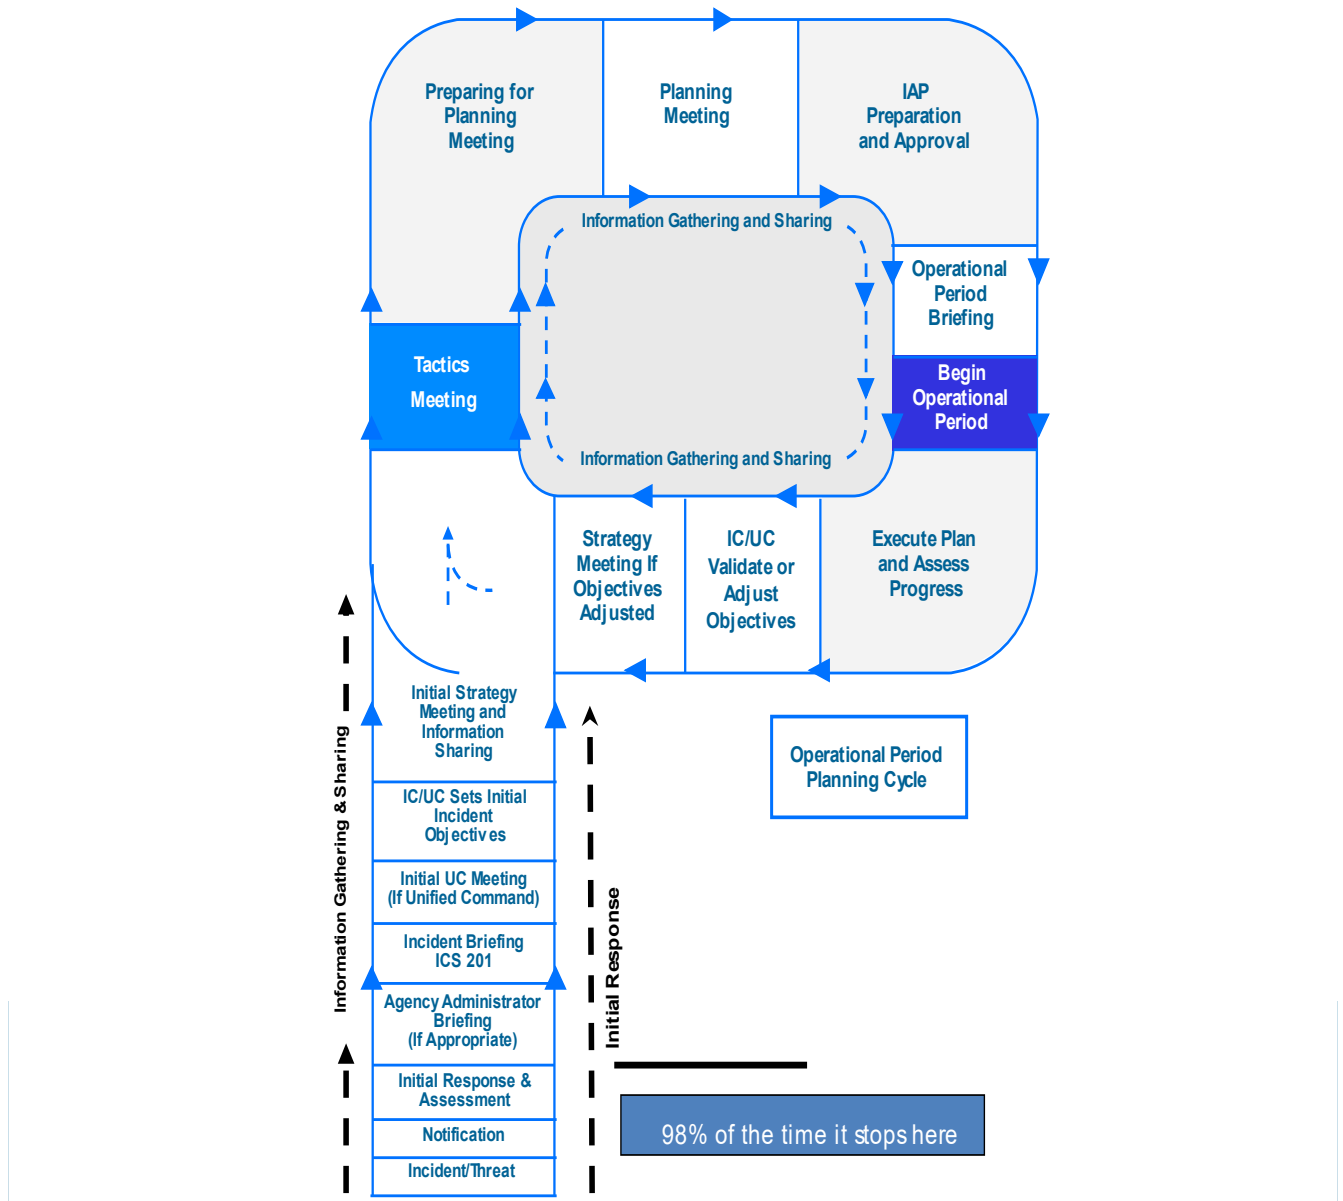 Preparing for
Planning
Meeting
Planning
Meeting
IAP
Preparation
and Approval
Information Gathering and Sharing
Operational
Period
Briefing
Tactics
Meeting
Begin
Operational
Period
Information Gathering and Sharing
Strategy
Meeting If
Objectives
Adjusted
IC/UC
Validate or
Adjust
Objectives
Execute Plan
and Assess
Progress
Initial Strategy
Meeting and
Information
Sharing
Operational Period
Planning Cycle
IC/UC Sets Initial
Incident
Objectives
Initial UC Meeting
(If Unified Command)
Incident Briefing
ICS 201
Agency Administrator
Briefing
(If Appropriate)
Initial Response &
Assessment
Notification
Incident/Threat
Information Gathering & Sharing
Initial Response
98% of the time it stops here